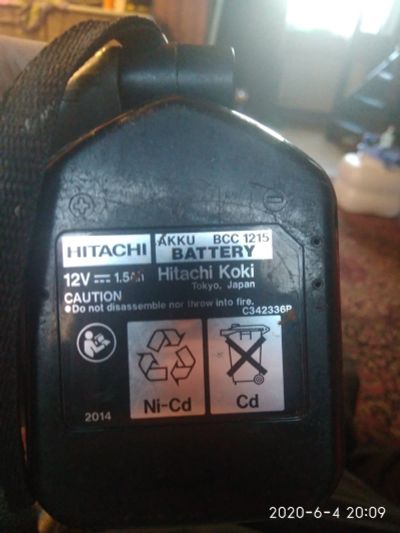 HITACHI
AKKU BCC 1215
BATTERY
12V 1.5Ah Hitachi Koki
Tokyo, Japan
CAUTION
●Do not disassemble nor throw into fire.
C342336P
Ni-Cd
Cd
2014
2020-6-4 20:09